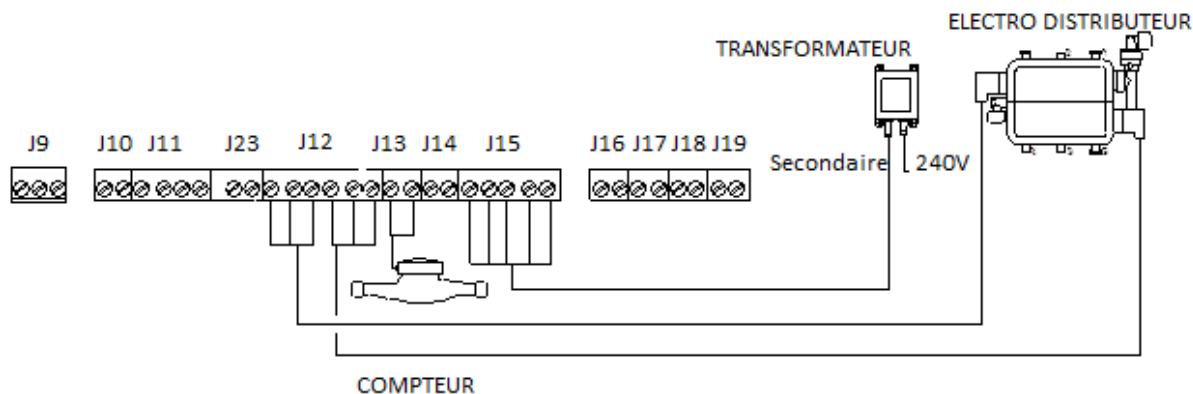 ELECTRO DISTRIBUTEUR
TRANSFORMATEUR
J9 J10 J11 J23 J12 J13 J14 J15 J16 J17 J18 J19
Secondaire 240V
COMPTEUR